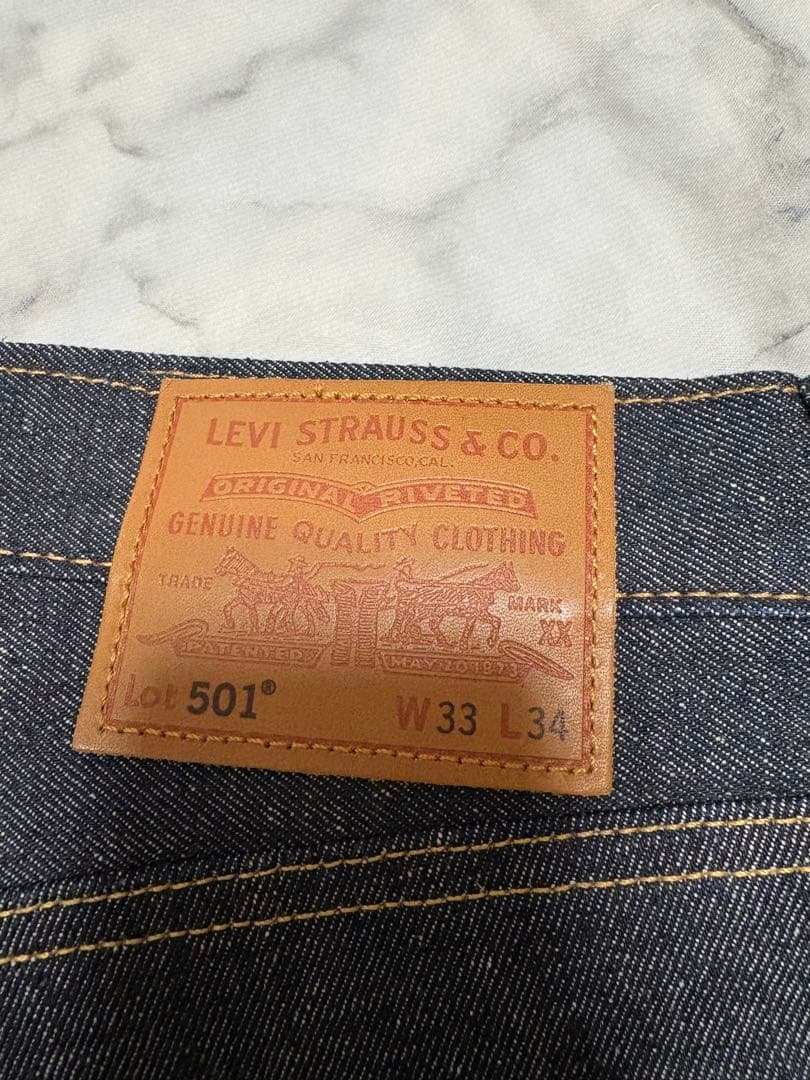 LEVI STRAUSS & CO.
SAN FRANCISCO, CAL.
ORIGINAL RIVETED
GENUINE QUALITY CLOTHING
TRADE MARK
XX
PATENTED MAY 20 1873
Lot 501® W33 L34